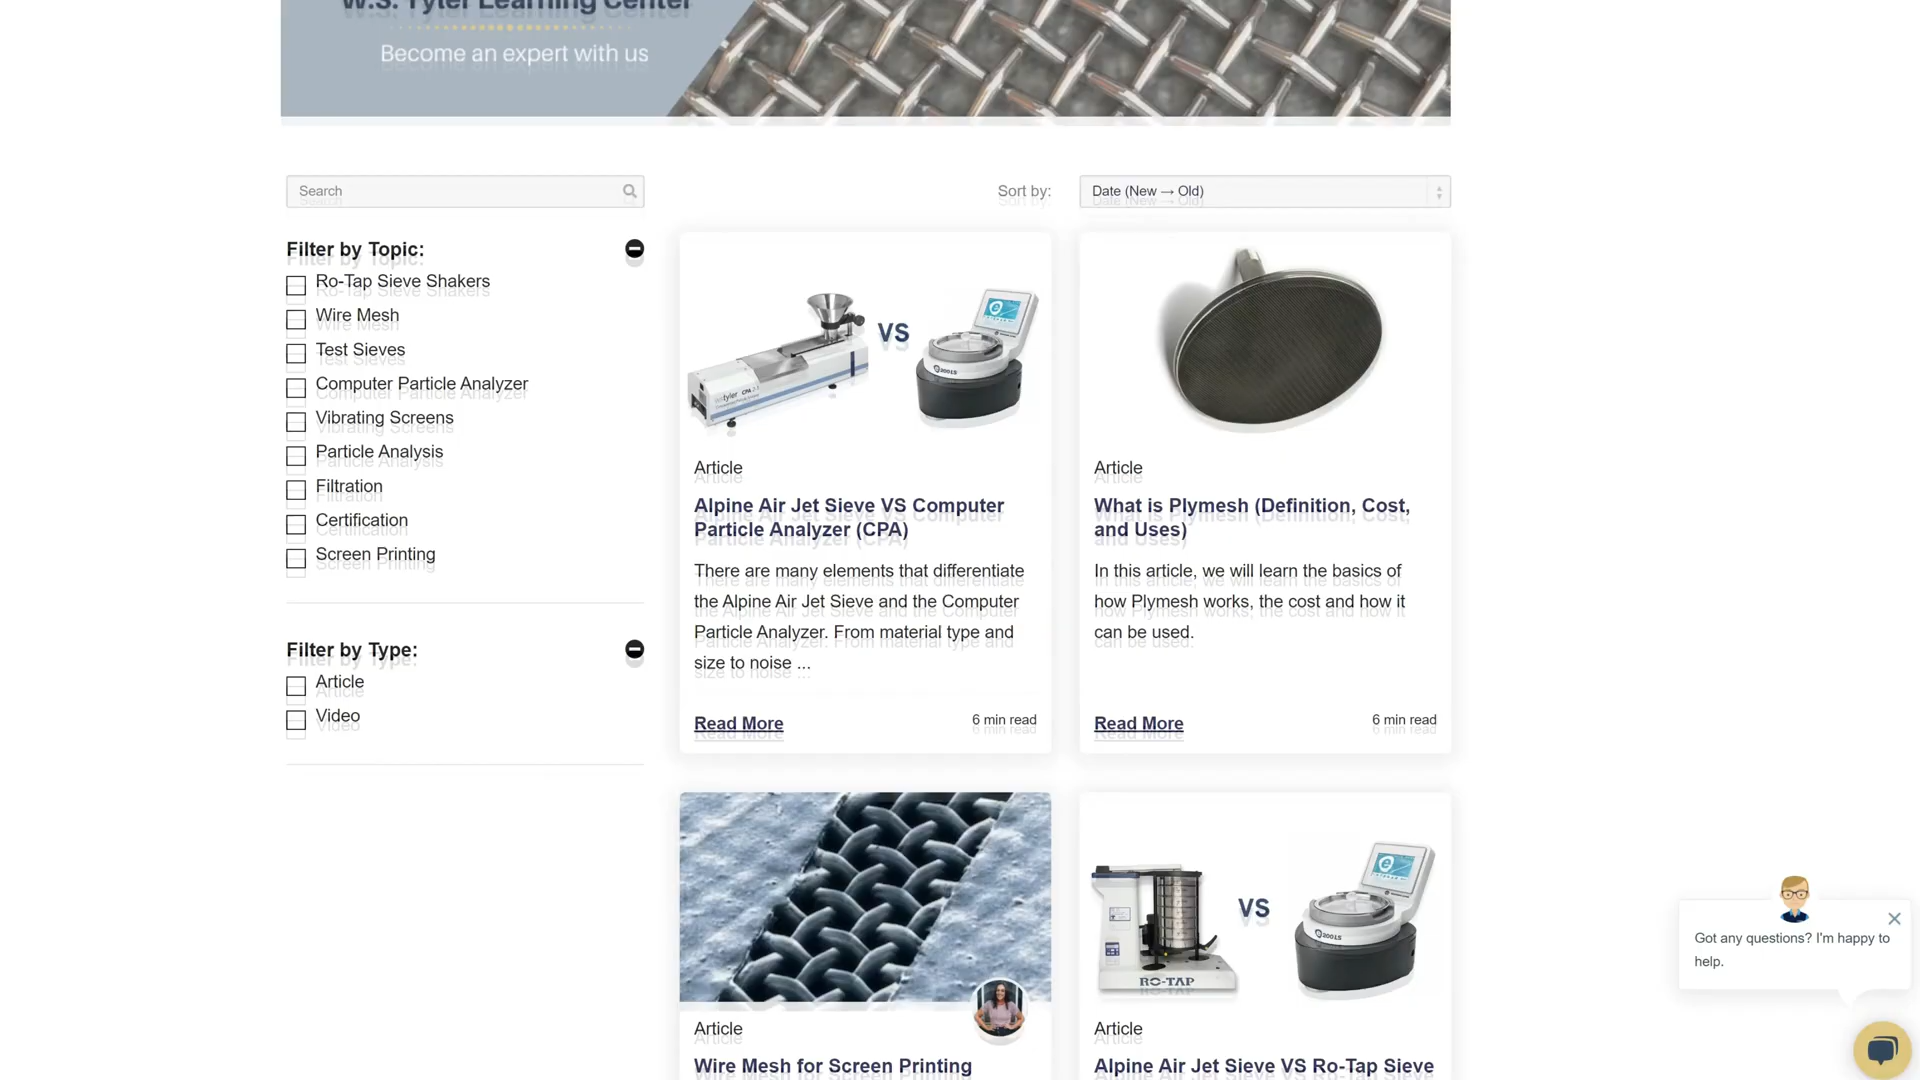 W.S. Tyler Learning Center
Become an expert with us
Search
Sort by:
Date (New → Old)
Filter by Topic:
Ro-Tap Sieve Shakers
Wire Mesh
Test Sieves
Computer Particle Analyzer
Vibrating Screens
Particle Analysis
Filtration
Certification
Screen Printing
Filter by Type:
Article
Video
VS
Article
Alpine Air Jet Sieve VS Computer
Particle Analyzer (CPA)
There are many elements that differentiate
the Alpine Air Jet Sieve and the Computer
Particle Analyzer. From material type and
size to noise ...
Read More
6 min read
Article
What is Plymesh (Definition, Cost,
and Uses)
In this article, we will learn the basics of
how Plymesh works, the cost and how it
can be used.
Read More
6 min read
Article
Wire Mesh for Screen Printing
VS
RO-TAP
Article
Alpine Air Jet Sieve VS Ro-Tap Sieve
Got any questions? I'm happy to
help.